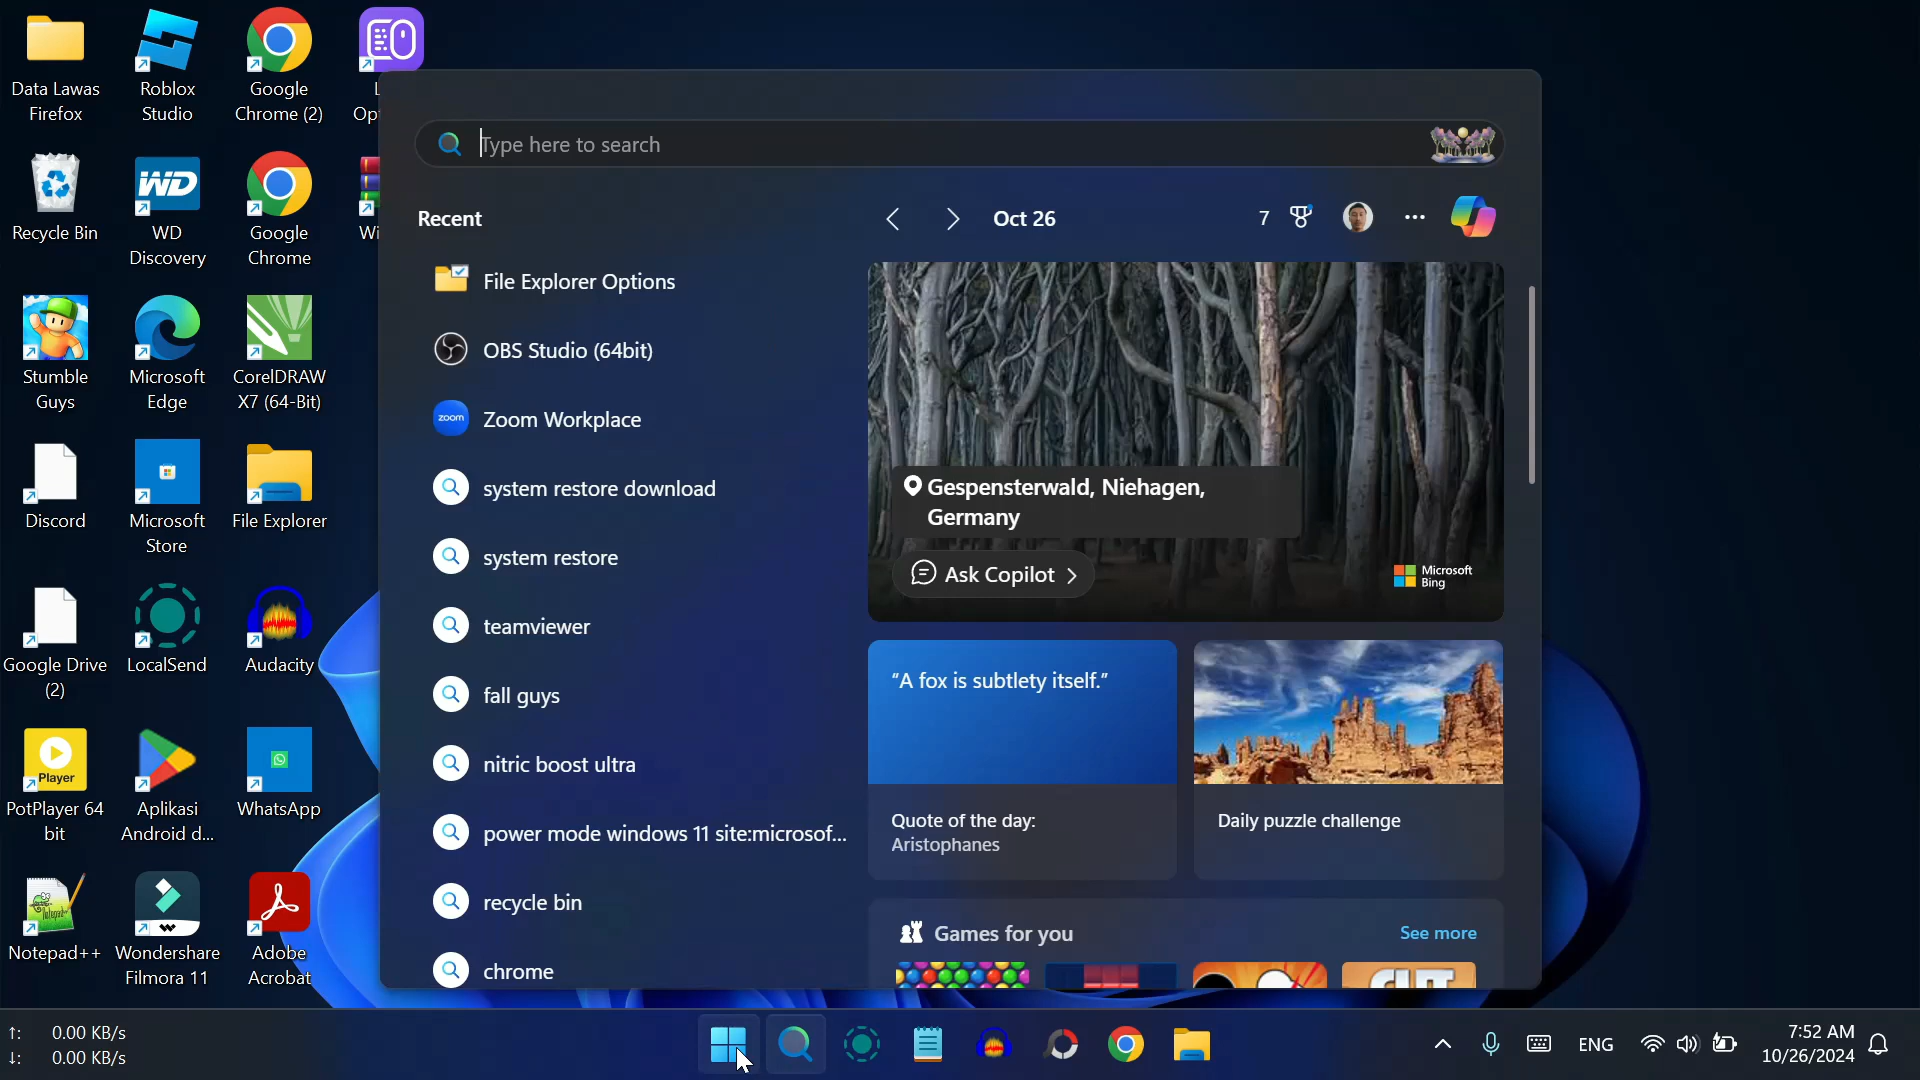 Data Lawas
Firefox
Roblox
Studio
Google
Chrome (2)
L
Op
Recycle Bin
WD
WD
Discovery
Google
Chrome
Wi
Stumble
Guys
Microsoft
Edge
CorelDRAW
X7 (64-Bit)
Discord
Microsoft
Store
File Explorer
Google Drive
(2)
LocalSend
Audacity
Player
PotPlayer 64
bit
Aplikasi
Android d...
WhatsApp
Notepad++
Wondershare
Filmora 11
Adobe
Acrobat
Type here to search
Recent
File Explorer Options
OBS Studio (64bit)
zoom
Zoom Workplace
system restore download
system restore
teamviewer
fall guys
nitric boost ultra
power mode windows 11 site:microsof...
recycle bin
chrome
Oct 26
7
Gespensterwald, Niehagen,
Germany
Ask Copilot
Microsoft
Bing
“A fox is subtlety itself.”
Quote of the day:
Aristophanes
Daily puzzle challenge
Games for you
See more
↑: 0.00 KB/s
↓: 0.00 KB/s
ENG
7:52 AM
10/26/2024